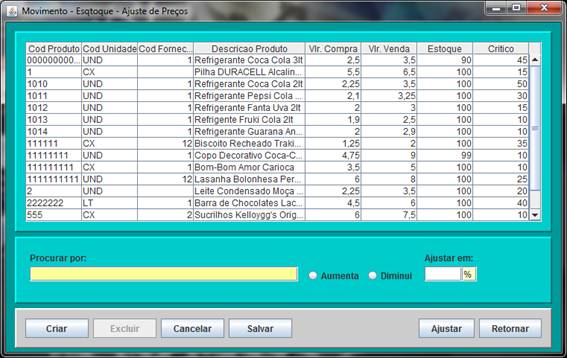 Movimento - Esqtoque - Ajuste de Preços
Cod Produto Cod Unidade Cod Fornec... Descricao Produto Vlr. Compra Vlr. Venda Estoque Critico
000000000... UND 1 Refrigerante Coca Cola 3lt 2,5 3,5 90 45
1 CX Pilha DURACELL Alcalin... 5,5 6,5 100 15
1010 UND 1 Refrigerante Coca Cola ... 2,25 3,5 100 50
1011 UND 1 Refrigerante Pepsi Cola ... 2,1 3,25 100 30
1012 UND 1 Refrigerante Fanta Uva 2lt 2 3 100 15
1013 UND 1 Refrigente Fruki Cola 2lt 1,9 2,5 100 10
1014 UND 1 Refrigerante Guarana An... 2 2,9 100 10
111111 CX 12 Biscoito Recheado Traki... 1,25 2 100 35
11111111 UND 1 Copo Decorativo Coca-C... 4,75 9 99 10
111111111 CX 1 Bom-Bom Amor Carioca 3,5 5 100 10
1111111111 UND 12 Lasanha Bolonhesa Per... 6 8 100 25
2 UND Leite Condensado Moça ... 2,25 3,5 100 20
2222222 LT 1 Barra de Chocolates Lac... 4,5 6 100 40
555 CX 2 Sucrilhos Kelloygg's Orig... 6 7,5 100 10
Procurar por: Ajustar em:
Aumenta Diminui %
Criar Excluir Cancelar Salvar Ajustar Retornar